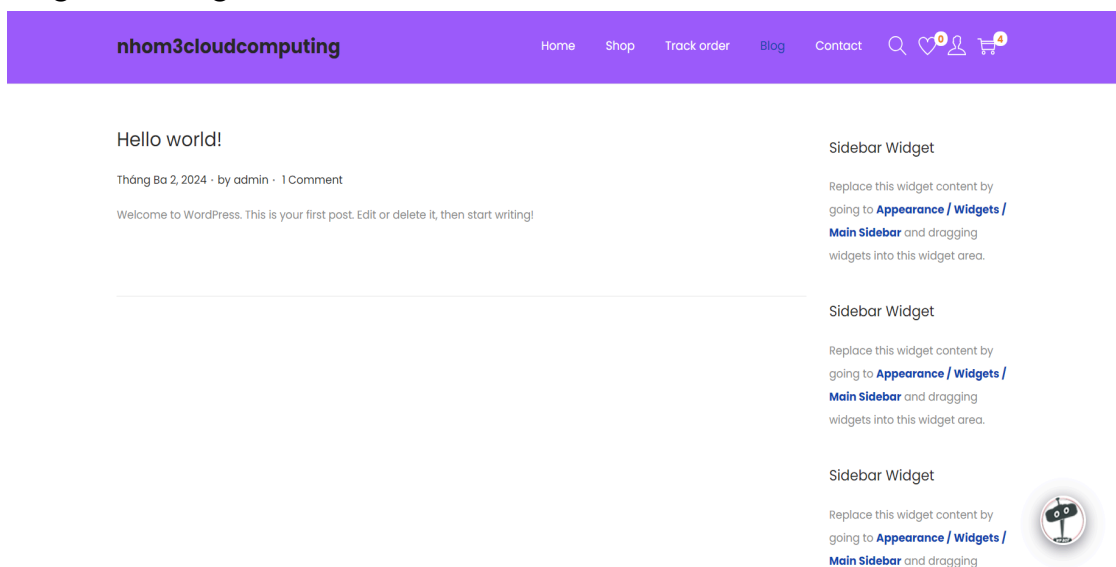 nhom3cloudcomputing
Home Shop Track order Blog Contact 0 4
Hello world!
Tháng Ba 2, 2024 · by admin · 1 Comment
Welcome to WordPress. This is your first post. Edit or delete it, then start writing!
Sidebar Widget
Replace this widget content by
going to Appearance / Widgets /
Main Sidebar and dragging
widgets into this widget area.
Sidebar Widget
Replace this widget content by
going to Appearance / Widgets /
Main Sidebar and dragging
widgets into this widget area.
Sidebar Widget
Replace this widget content by
going to Appearance / Widgets /
Main Sidebar and dragging